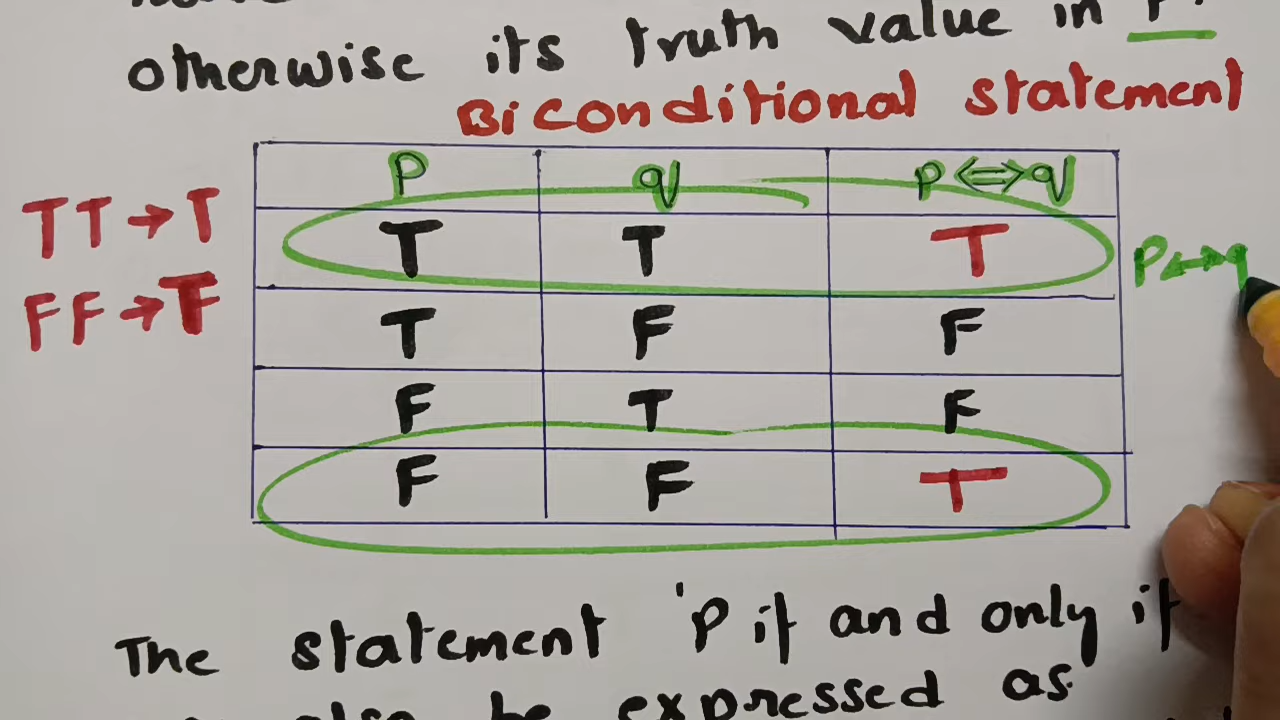 otherwise its truth value in F.
Biconditional statement
p q p⇔q
TT→T
T T T
p↔q
FF→T
T F F
F T F
F F T
The statement 'p if and only if
also be expressed as